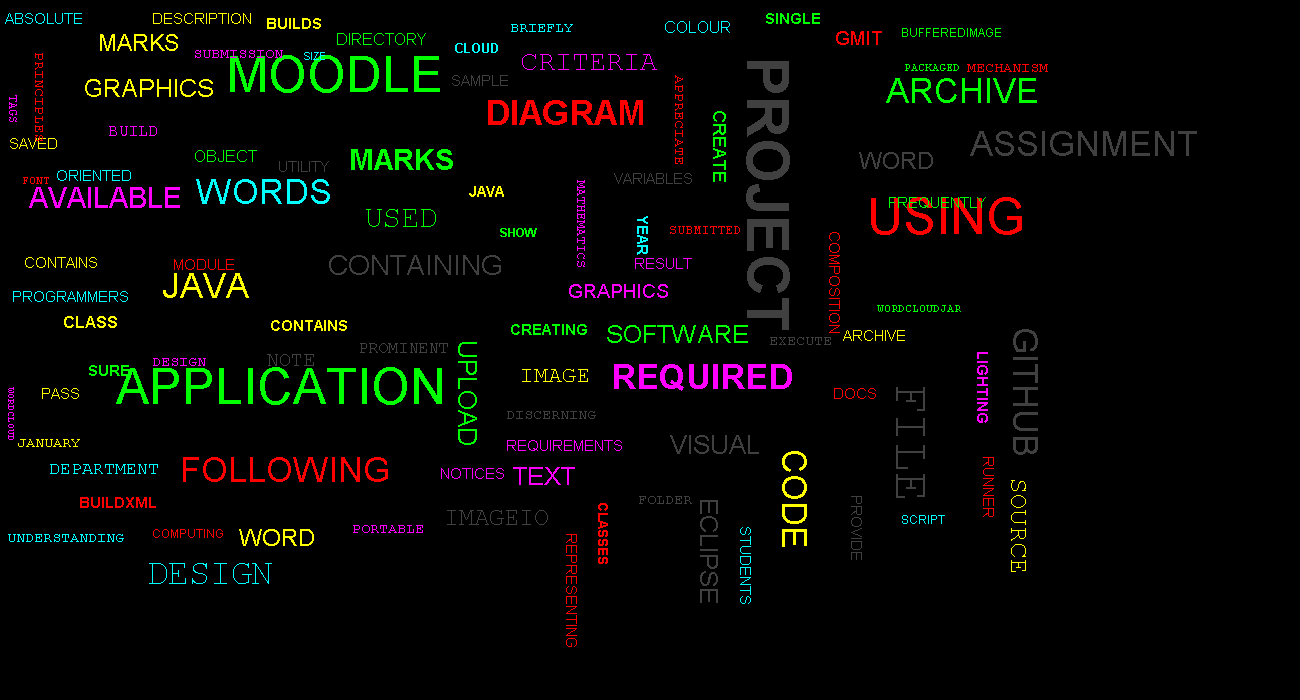 ABSOLUTE
DESCRIPTION
BUILDS
BRIEFLY
COLOUR
SINGLE
GMIT
BUFFEREDIMAGE
MARKS
SUBMISSION
SIZE
DIRECTORY
CLOUD
CRITERIA
PACKAGED
MECHANISM
PRINCIPLES
GRAPHICS
MOODLE
SAMPLE
ARCHIVE
TAGS
DIAGRAM
APPRECIATE
CREATE
PROJECT
BUILD
SAVED
ASSIGNMENT
OBJECT
UTILITY
MARKS
WORD
FONT
ORIENTED
VARIABLES
AVAILABLE
WORDS
JAVA
MATHEMATICS
FREQUENTLY
USING
USED
SHOW
YEAR
SUBMITTED
CONTAINS
MODULE
CONTAINING
RESULT
COMPOSITION
JAVA
PROGRAMMERS
GRAPHICS
WORDCLOUDJAR
CLASS
CONTAINS
CREATING
SOFTWARE
EXECUTE
ARCHIVE
DESIGN
NOTE
PROMINENT
UPLOAD
GITHUB
SURE
APPLICATION
IMAGE
REQUIRED
LIGHTING
WORDCLOUD
PASS
DOCS
FILE
DISCERNING
JANUARY
REQUIREMENTS
VISUAL
DEPARTMENT
FOLLOWING
NOTICES
TEXT
CODE
RUNNER
SOURCE
BUILDXML
FOLDER
IMAGEIO
ECLIPSE
PROVIDE
SCRIPT
UNDERSTANDING
COMPUTING
WORD
PORTABLE
CLASSES
REPRESENTING
STUDENTS
DESIGN